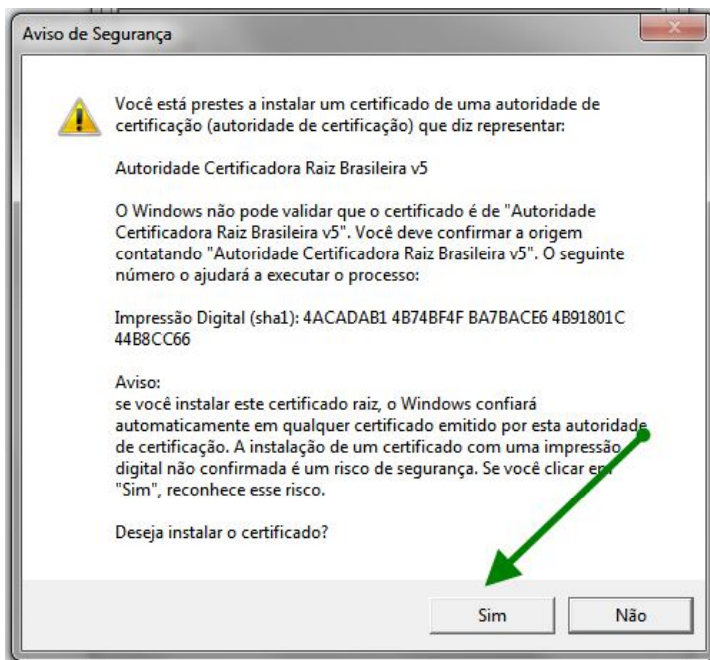 Aviso de Segurança
Você está prestes a instalar um certificado de uma autoridade de
certificação (autoridade de certificação) que diz representar:
Autoridade Certificadora Raiz Brasileira v5
O Windows não pode validar que o certificado é de "Autoridade
Certificadora Raiz Brasileira v5". Você deve confirmar a origem
contatando "Autoridade Certificadora Raiz Brasileira v5". O seguinte
número o ajudará a executar o processo:
Impressão Digital (sha1): 4ACADAB1 4B74BF4F BA7BACE6 4B91801C
44B8CC66
Aviso:
se você instalar este certificado raiz, o Windows confiará
automaticamente em qualquer certificado emitido por esta autoridade
de certificação. A instalação de um certificado com uma impressão
digital não confirmada é um risco de segurança. Se você clicar em
"Sim", reconhece esse risco.
Deseja instalar o certificado?
Sim
Não